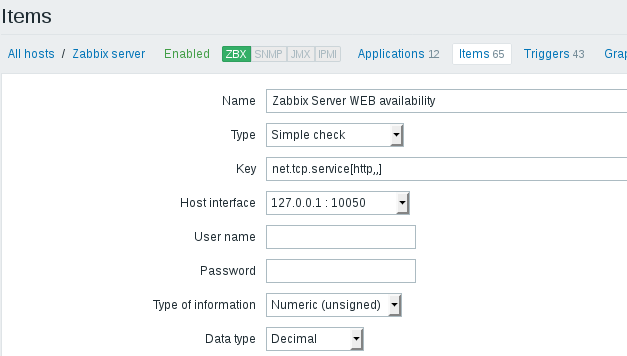 Items
All hosts / Zabbix server Enabled ZBX SNMP JMX IPMI Applications 12 Items 65 Triggers 43
Name Zabbix Server WEB availability
Type Simple check
Key net.tcp.service[http,,]
Host interface 127.0.0.1 : 10050
User name
Password
Type of information Numeric (unsigned)
Data type Decimal